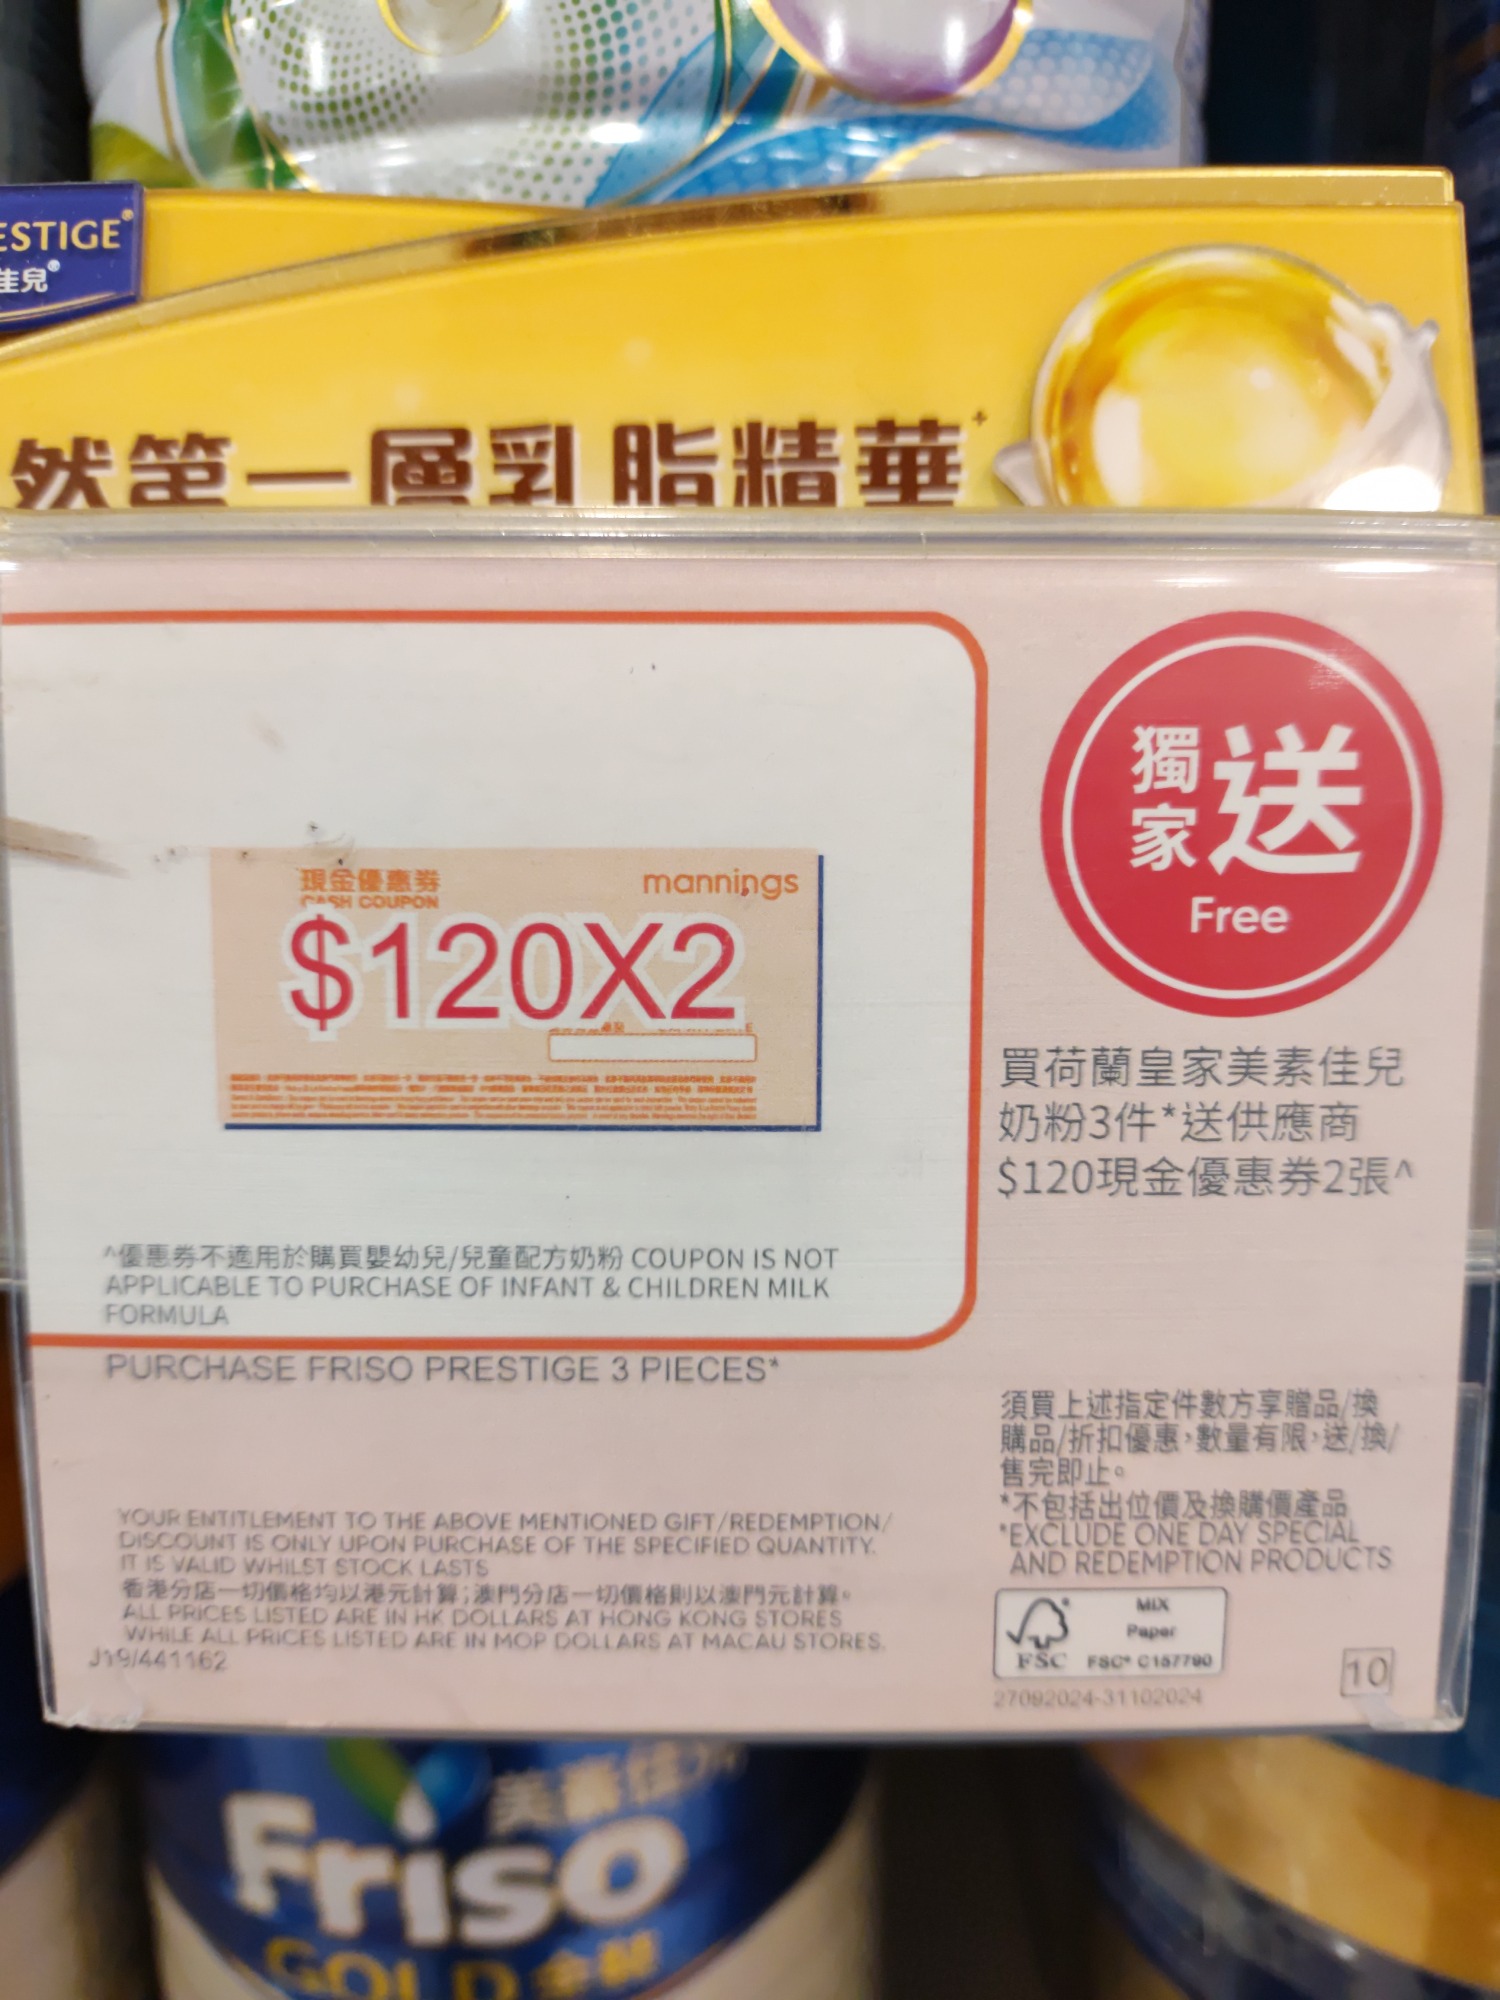 ESTIGE®
佳兒®
然第一層乳脂精華+
獨家
送
Free
現金優惠券
CASH COUPON
mannings
$120X2
買荷蘭皇家美素佳兒
奶粉3件*送供應商
$120現金優惠券2張^
^優惠券不適用於購買嬰幼兒/兒童配方奶粉 COUPON IS NOT
APPLICABLE TO PURCHASE OF INFANT & CHILDREN MILK
FORMULA
PURCHASE FRISO PRESTIGE 3 PIECES*
須買上述指定件數方享贈品/換
購品/折扣優惠，數量有限，送/換/
售完即止。
*不包括出位價及換購價產品
*EXCLUDE ONE DAY SPECIAL
AND REDEMPTION PRODUCTS
YOUR ENTITLEMENT TO THE ABOVE MENTIONED GIFT/REDEMPTION/
DISCOUNT IS ONLY UPON PURCHASE OF THE SPECIFIED QUANTITY.
IT IS VALID WHILST STOCK LASTS
香港分店一切價格均以港元計算；澳門分店一切價格則以澳門元計算。
ALL PRICES LISTED ARE IN HK DOLLARS AT HONG KONG STORES
WHILE ALL PRICES LISTED ARE IN MOP DOLLARS AT MACAU STORES.
J19/441162
MIX
Paper
FSC
FSC® C157790
27092024-31102024
10
美素佳兒
Friso
GOLD 金裝